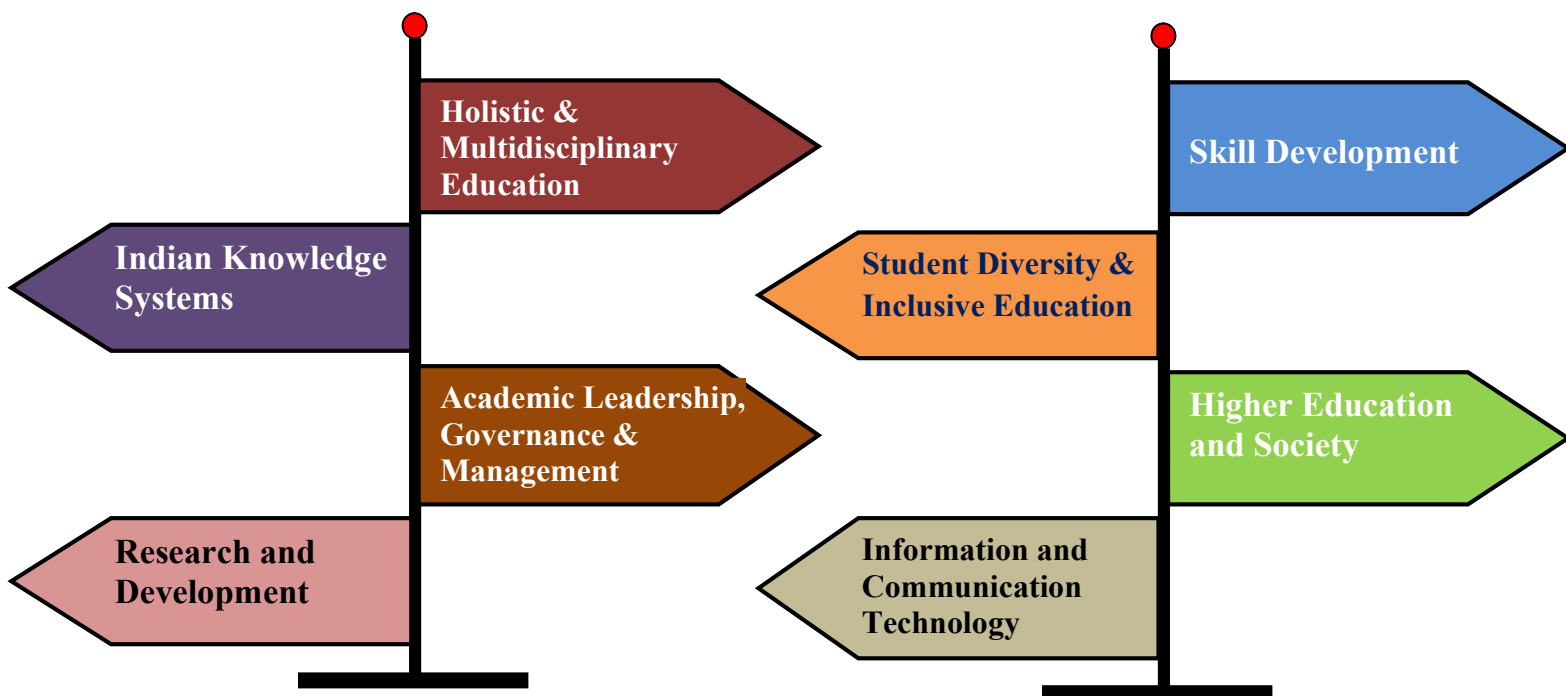 Holistic &
Multidisciplinary
Education
Indian Knowledge
Systems
Academic Leadership,
Governance &
Management
Research and
Development
Skill Development
Student Diversity &
Inclusive Education
Higher Education
and Society
Information and
Communication
Technology